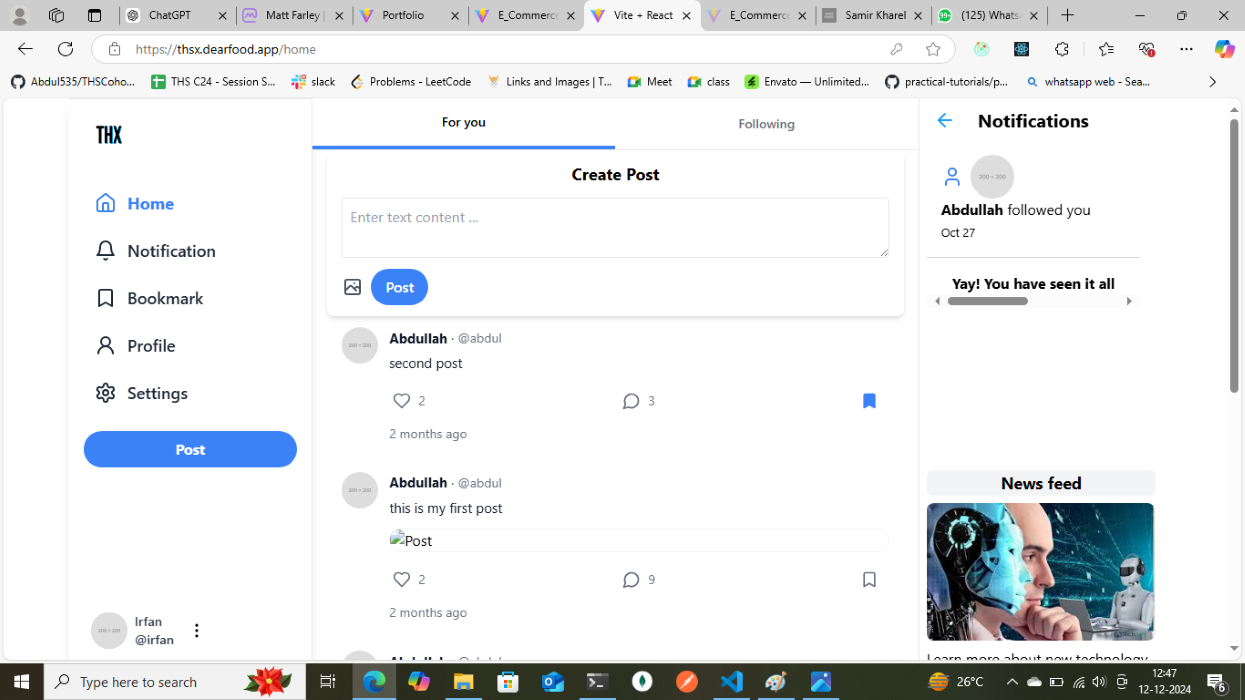 ChatGPT
Matt Farley |
Portfolio
E_Commerc
Vite + React
E_Commerc
Samir Kharel
(125) Whats
https://thsx.dearfood.app/home
Abdul535/THSCoho...
THS C24 - Session S...
slack
Problems - LeetCode
Links and Images | T...
Meet
class
Envato — Unlimited...
practical-tutorials/p...
whatsapp web - Sea...
THX
Home
Notification
Bookmark
Profile
Settings
Post
Irfan
@irfan
For you
Following
Create Post
Enter text content ...
Post
Abdullah · @abdul
second post
2
3
2 months ago
Abdullah · @abdul
this is my first post
Post
2
9
2 months ago
Notifications
200 × 200
Abdullah followed you
Oct 27
Yay! You have seen it all
News feed
Learn more about new technology
Type here to search
26°C
12:47
12-12-2024
6